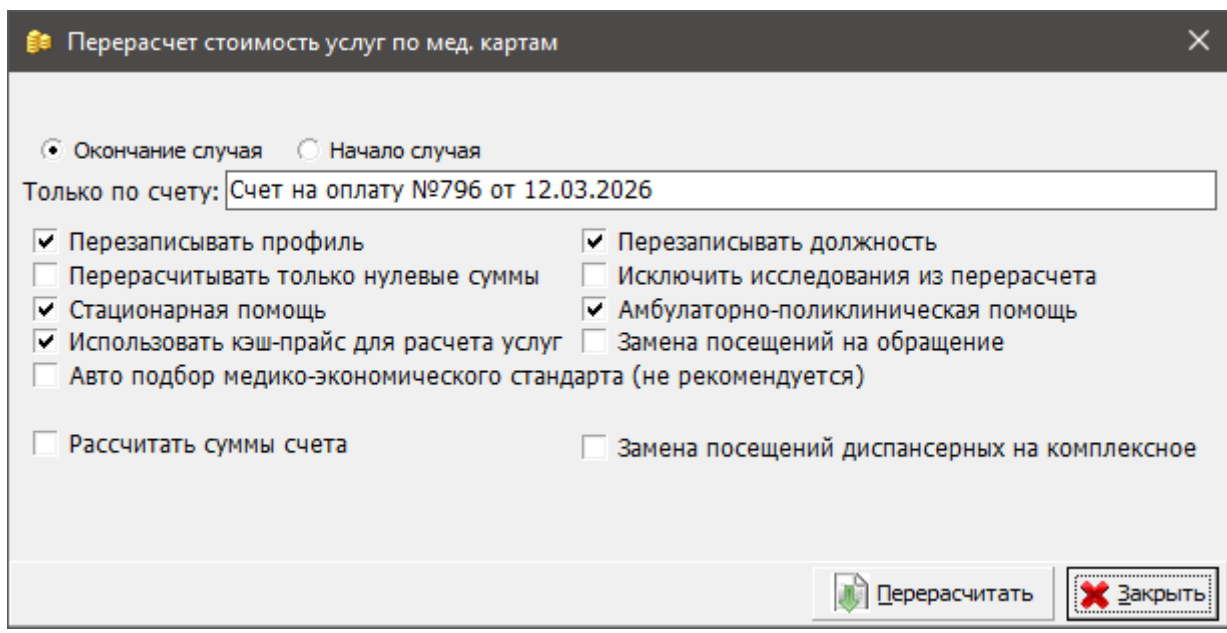 Перерасчет стоимость услуг по мед. картам
Окончание случая Начало случая
Только по счету: Счет на оплату №796 от 12.03.2026
Перезаписывать профиль Перезаписывать должность
Перерасчитывать только нулевые суммы Исключить исследования из перерасчета
Стационарная помощь Амбулаторно-поликлиническая помощь
Использовать кэш-прайс для расчета услуг Замена посещений на обращение
Авто подбор медико-экономического стандарта (не рекомендуется)
Рассчитать суммы счета Замена посещений диспансерных на комплексное
Перерасчитать Закрыть